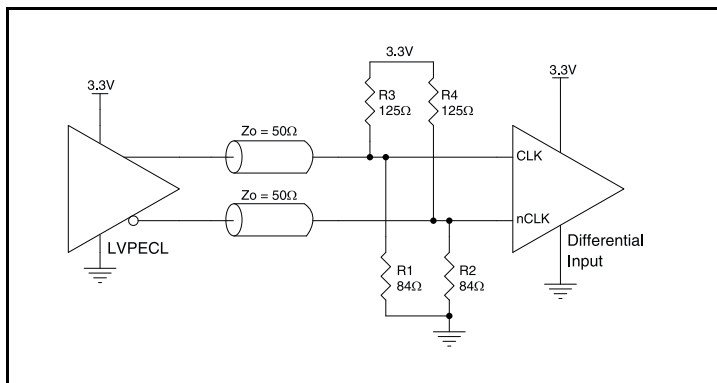 3.3V
3.3V
3.3V
R3
125Ω
R4
125Ω
Zo = 50Ω
CLK
Zo = 50Ω
nCLK
LVPECL
Differential
Input
R1
84Ω
R2
84Ω